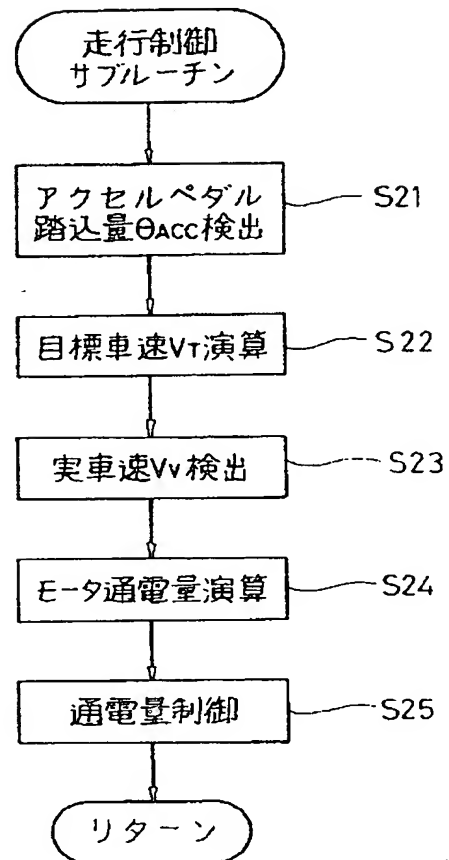 走行制御
サブルーチン
アクセルペダル
踏込量θACC検出
S21
目標車速VT演算
S22
実車速VV検出
S23
モータ通電量演算
S24
通電量制御
S25
リターン